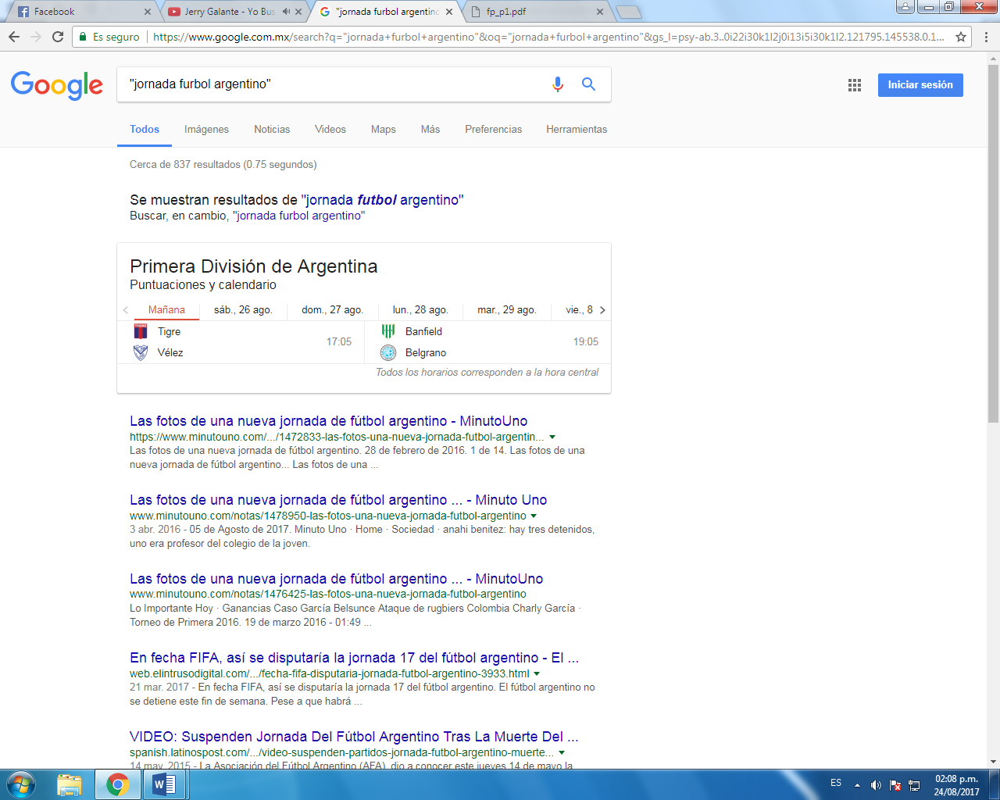 Facebook
Jerry Galante - Yo Bus
"jornada furbol argentino
fp_p1.pdf
Es seguro
https://www.google.com.mx/search?q="jornada+furbol+argentino"&oq="jornada+furbol+argentino"&gs_l=psy-ab.3..0i22i30k1l2j0i13i5i30k1l2.121795.145538.0.1...
Google
"jornada furbol argentino"
Iniciar sesión
Todos
Imágenes
Noticias
Videos
Maps
Más
Preferencias
Herramientas
Cerca de 837 resultados (0.75 segundos)
Se muestran resultados de "jornada futbol argentino"
Buscar, en cambio, "jornada furbol argentino"
Primera División de Argentina
Puntuaciones y calendario
Mañana
sáb., 26 ago.
dom., 27 ago.
lun., 28 ago.
mar., 29 ago.
vie., 8
TIGRE
Tigre
Vélez
17:05
Banfield
Belgrano
19:05
Todos los horarios corresponden a la hora central
Las fotos de una nueva jornada de fútbol argentino - MinutoUno
https://www.minutouno.com/.../1472833-las-fotos-una-nueva-jornada-futbol-argentin...
Las fotos de una nueva jornada de fútbol argentino. 28 de febrero de 2016. 1 de 14. Las fotos de una
nueva jornada de fútbol argentino... Las fotos de una ...
Las fotos de una nueva jornada de fútbol argentino ... - Minuto Uno
www.minutouno.com/notas/1478950-las-fotos-una-nueva-jornada-futbol-argentino
3 abr. 2016 - 05 de Agosto de 2017. Minuto Uno · Home · Sociedad · anahi benitez: hay tres detenidos,
uno era profesor del colegio de la joven.
Las fotos de una nueva jornada de fútbol argentino ... - MinutoUno
www.minutouno.com/notas/1476425-las-fotos-una-nueva-jornada-futbol-argentino
Lo Importante Hoy · Ganancias Caso García Belsunce Ataque de rugbiers Colombia Charly García ·
Torneo de Primera 2016. 19 de marzo 2016 - 01:49 ...
En fecha FIFA, así se disputaría la jornada 17 del fútbol argentino - El ...
web.elintrusodigital.com/.../fecha-fifa-disputaria-jornada-futbol-argentino-3933.html
21 mar. 2017 - En fecha FIFA, así se disputaría la jornada 17 del fútbol argentino. El fútbol argentino no
se detiene este fin de semana. Pese a que habrá ...
VIDEO: Suspenden Jornada Del Fútbol Argentino Tras La Muerte Del ...
spanish.latinospost.com/.../video-suspenden-partidos-jornada-futbol-argentino-muerte...
14 may. 2015 - La Asociación del Fútbol Argentino (AFA), dio a conocer este jueves 14 de mayo la
ES
02:08 p.m.
24/08/2017